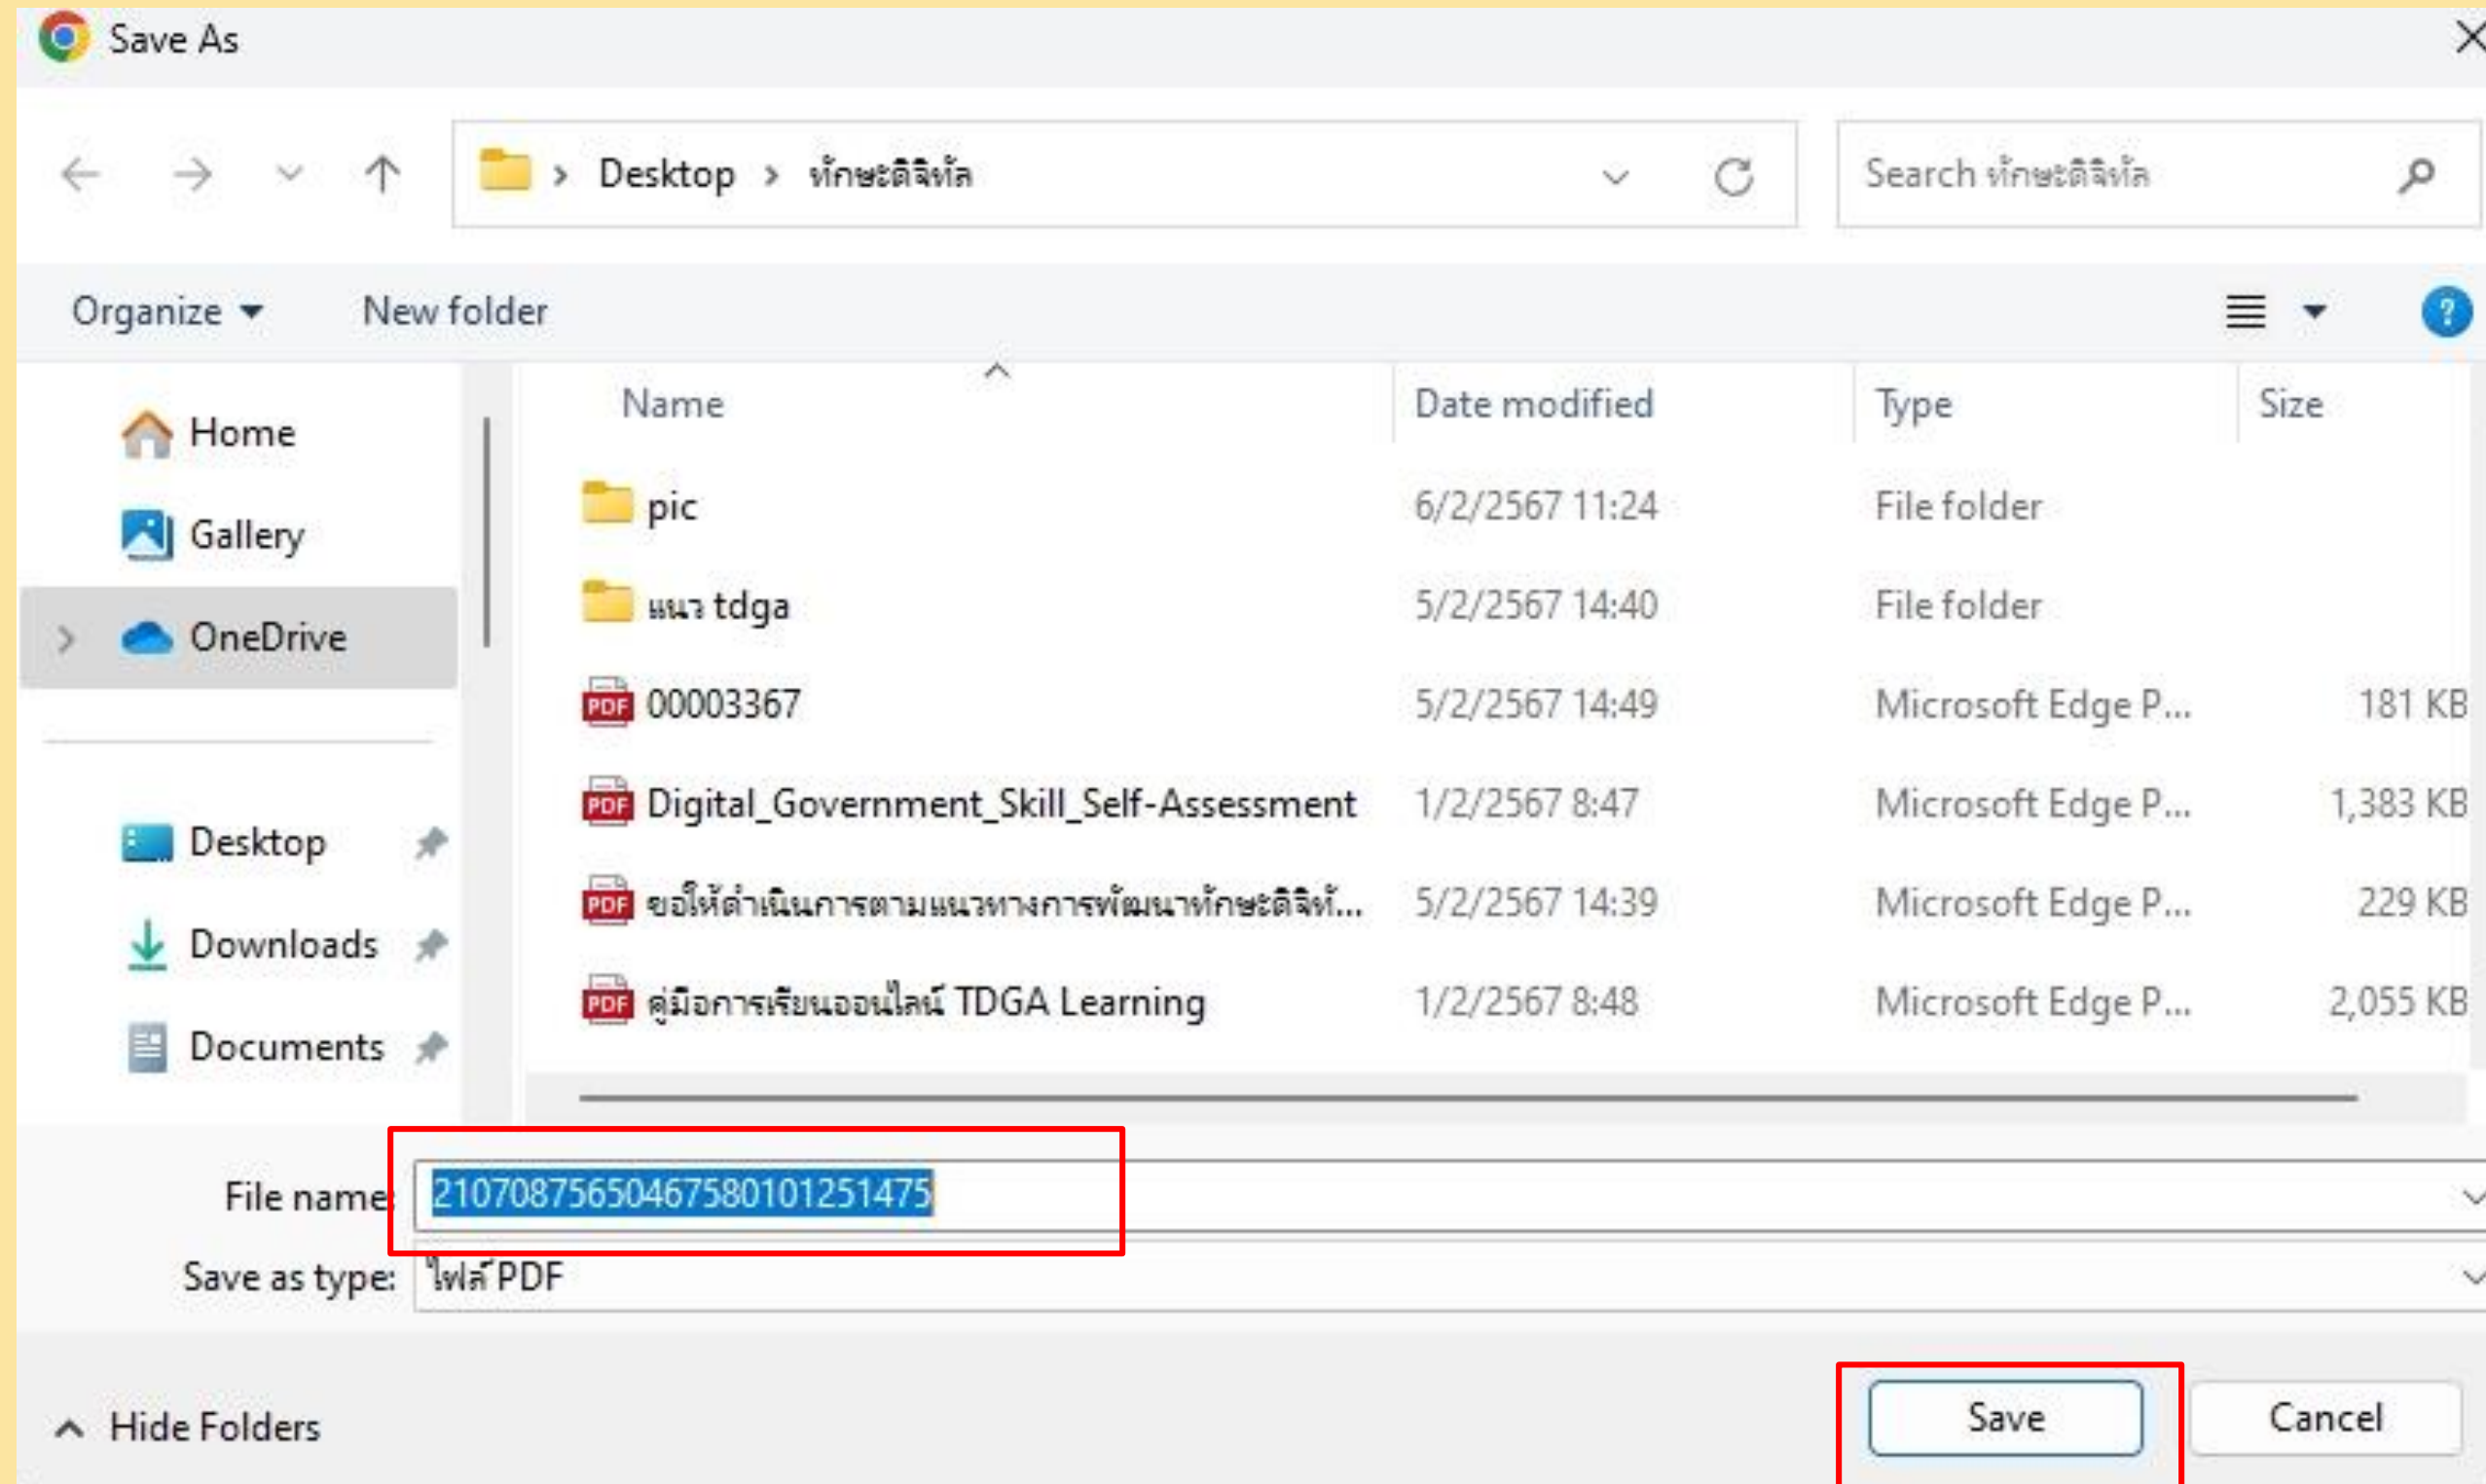 Save As
Desktop > ทักษะดิจิทัล
Search ทักษะดิจิทัล
Organize
New folder
Name Date modified Type Size
Home
Gallery
OneDrive
Desktop
Downloads
Documents
pic 6/2/2567 11:24 File folder
แนว tdga 5/2/2567 14:40 File folder
PDF 00003367 5/2/2567 14:49 Microsoft Edge P... 181 KB
PDF Digital_Government_Skill_Self-Assessment 1/2/2567 8:47 Microsoft Edge P... 1,383 KB
PDF ขอให้ดำเนินการตามแนวทางการพัฒนาทักษะดิจิทั... 5/2/2567 14:39 Microsoft Edge P... 229 KB
PDF คู่มือการเรียนออนไลน์ TDGA Learning 1/2/2567 8:48 Microsoft Edge P... 2,055 KB
File name: 210708756504675801012​51475
Save as type: ไฟล์ PDF
Hide Folders
Save
Cancel